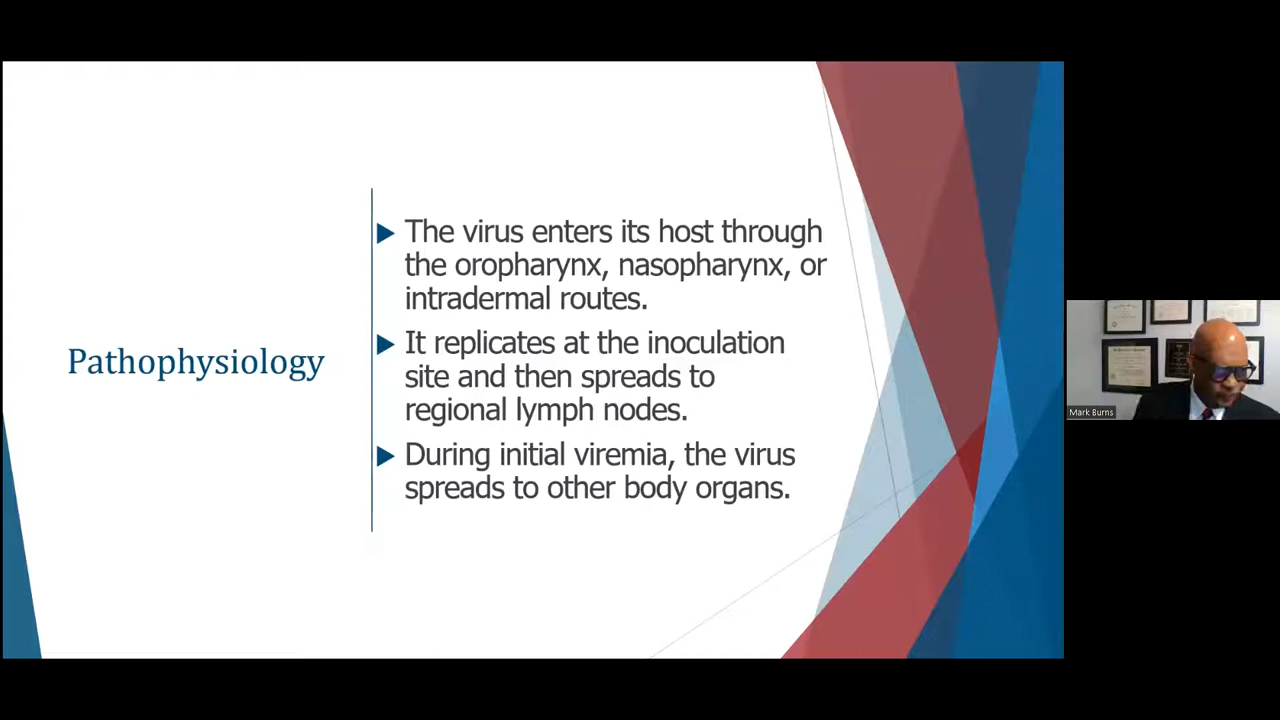 Pathophysiology
The virus enters its host through
the oropharynx, nasopharynx, or
intradermal routes.
It replicates at the inoculation
site and then spreads to
regional lymph nodes.
During initial viremia, the virus
spreads to other body organs.
Mark Burns